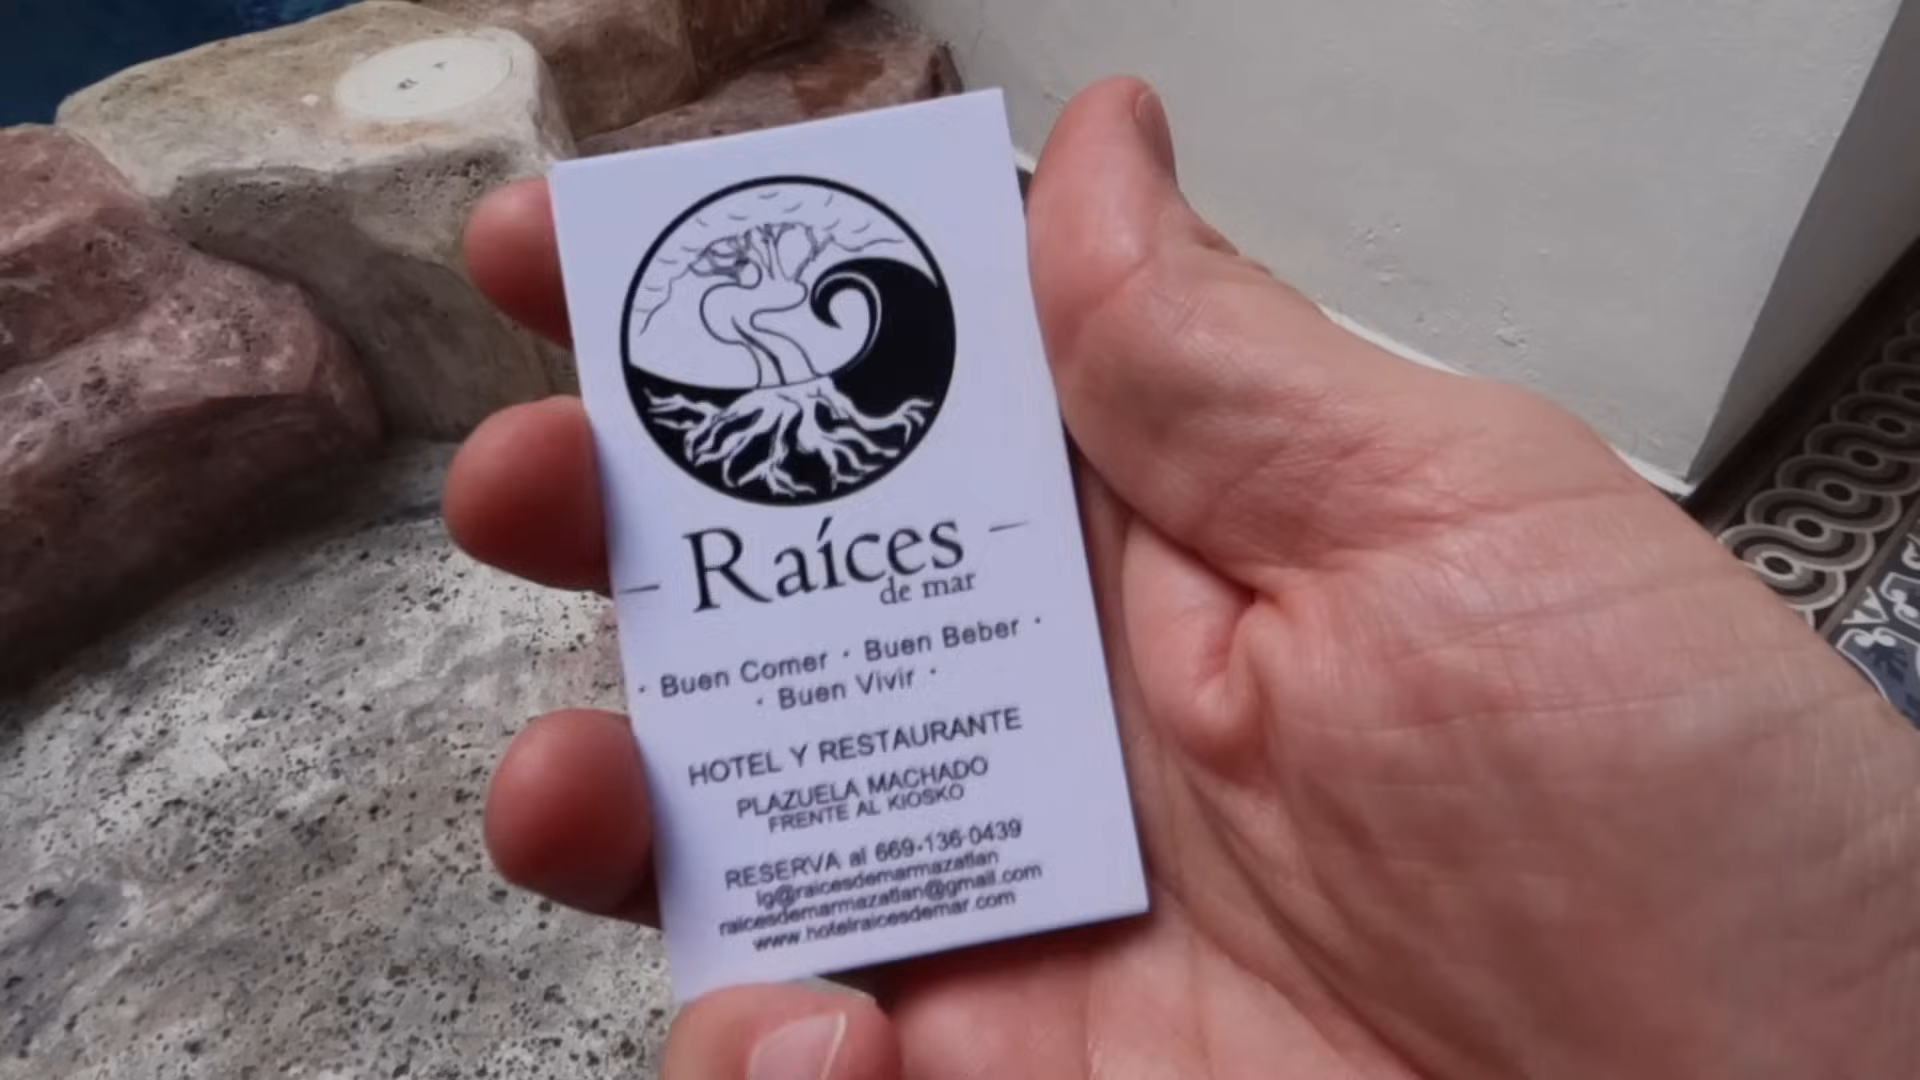 Raíces
de mar
· Buen Comer · Buen Beber ·
· Buen Vivir ·
HOTEL Y RESTAURANTE
PLAZUELA MACHADO
FRENTE AL KIOSKO
RESERVA al 669-136-0439
ig@raicesdemarmazatlan
raicesdemarmazatlan@gmail.com
www.hotelraicesdemar.com